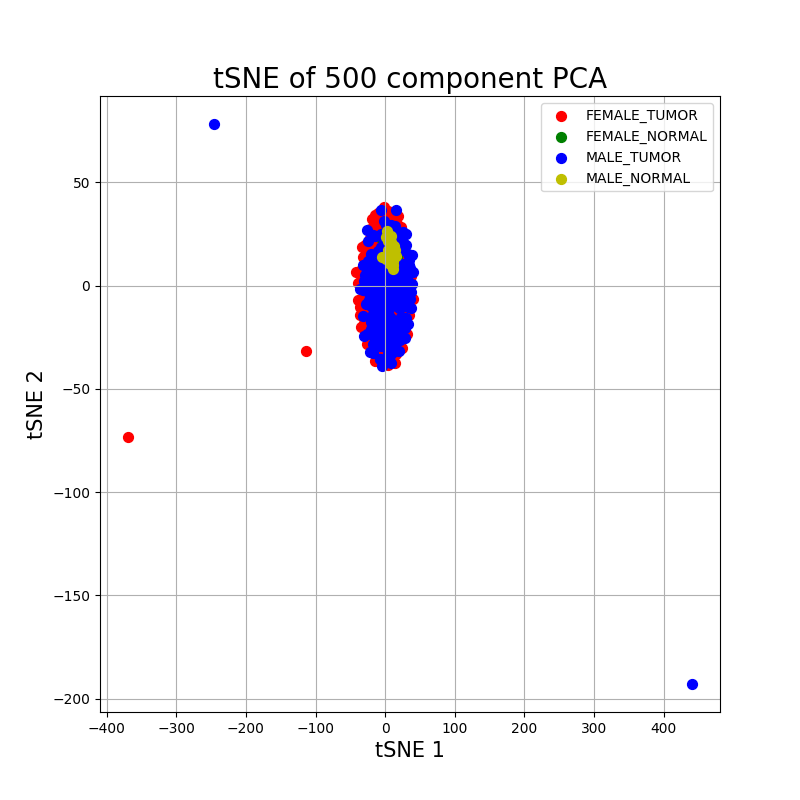 tSNE of 500 component PCA
FEMALE_TUMOR
FEMALE_NORMAL
MALE_TUMOR
MALE_NORMAL
50
0
−50
−100
−150
−200
tSNE 2
−400
−300
−200
−100
0
100
200
300
400
tSNE 1